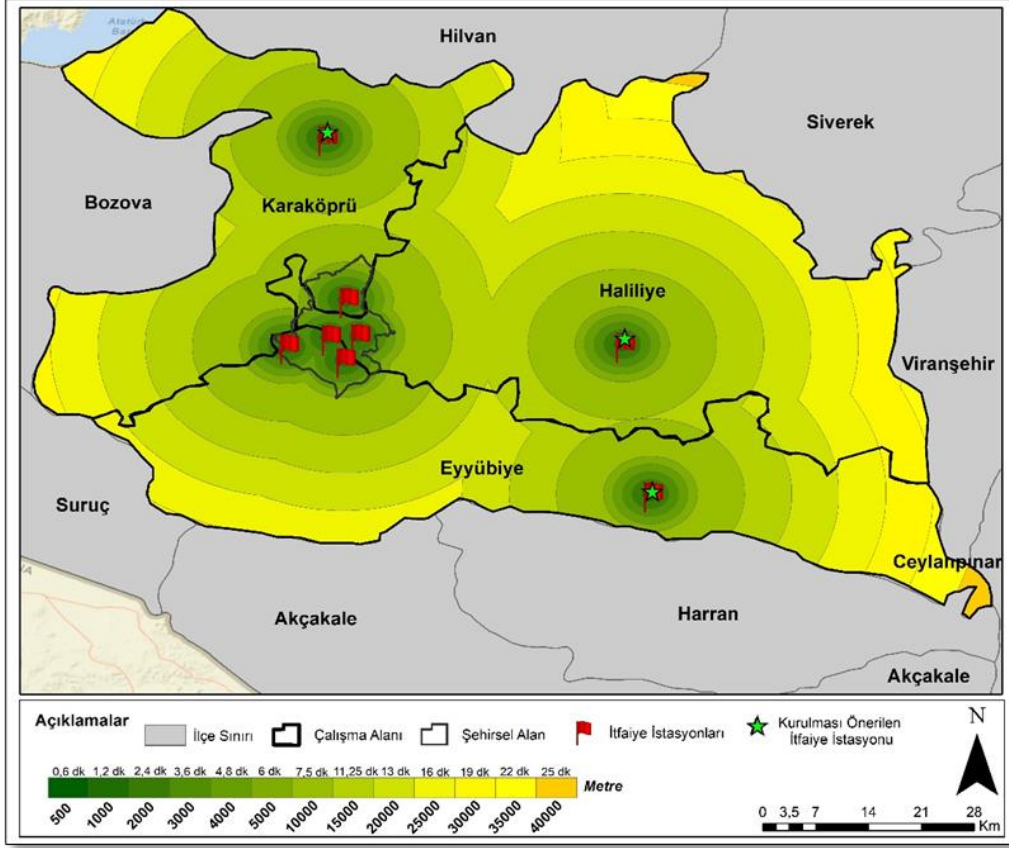 Atatürk
Hilvan
Siverek
Bozova
Karaköprü
Haliliye
Viranşehir
Eyyübiye
Suruç
Ceylanpınar
Akçakale
Harran
Akçakale
Açıklamalar
İlçe Sınırı
Çalışma Alanı
Şehirsel Alan
İtfaiye İstasyonları
Kurulması Önerilen
İtfaiye İstasyonu
N
0,6 dk 1,2 dk 2,4 dk 3,6 dk 4,8 dk 6 dk 7,5 dk 11,25 dk 13 dk 16 dk 19 dk 22 dk 25 dk
Metre
500 1000 2000 3000 4000 5000 10000 15000 20000 25000 30000 35000 40000
0 3,5 7 14 21 28
Km